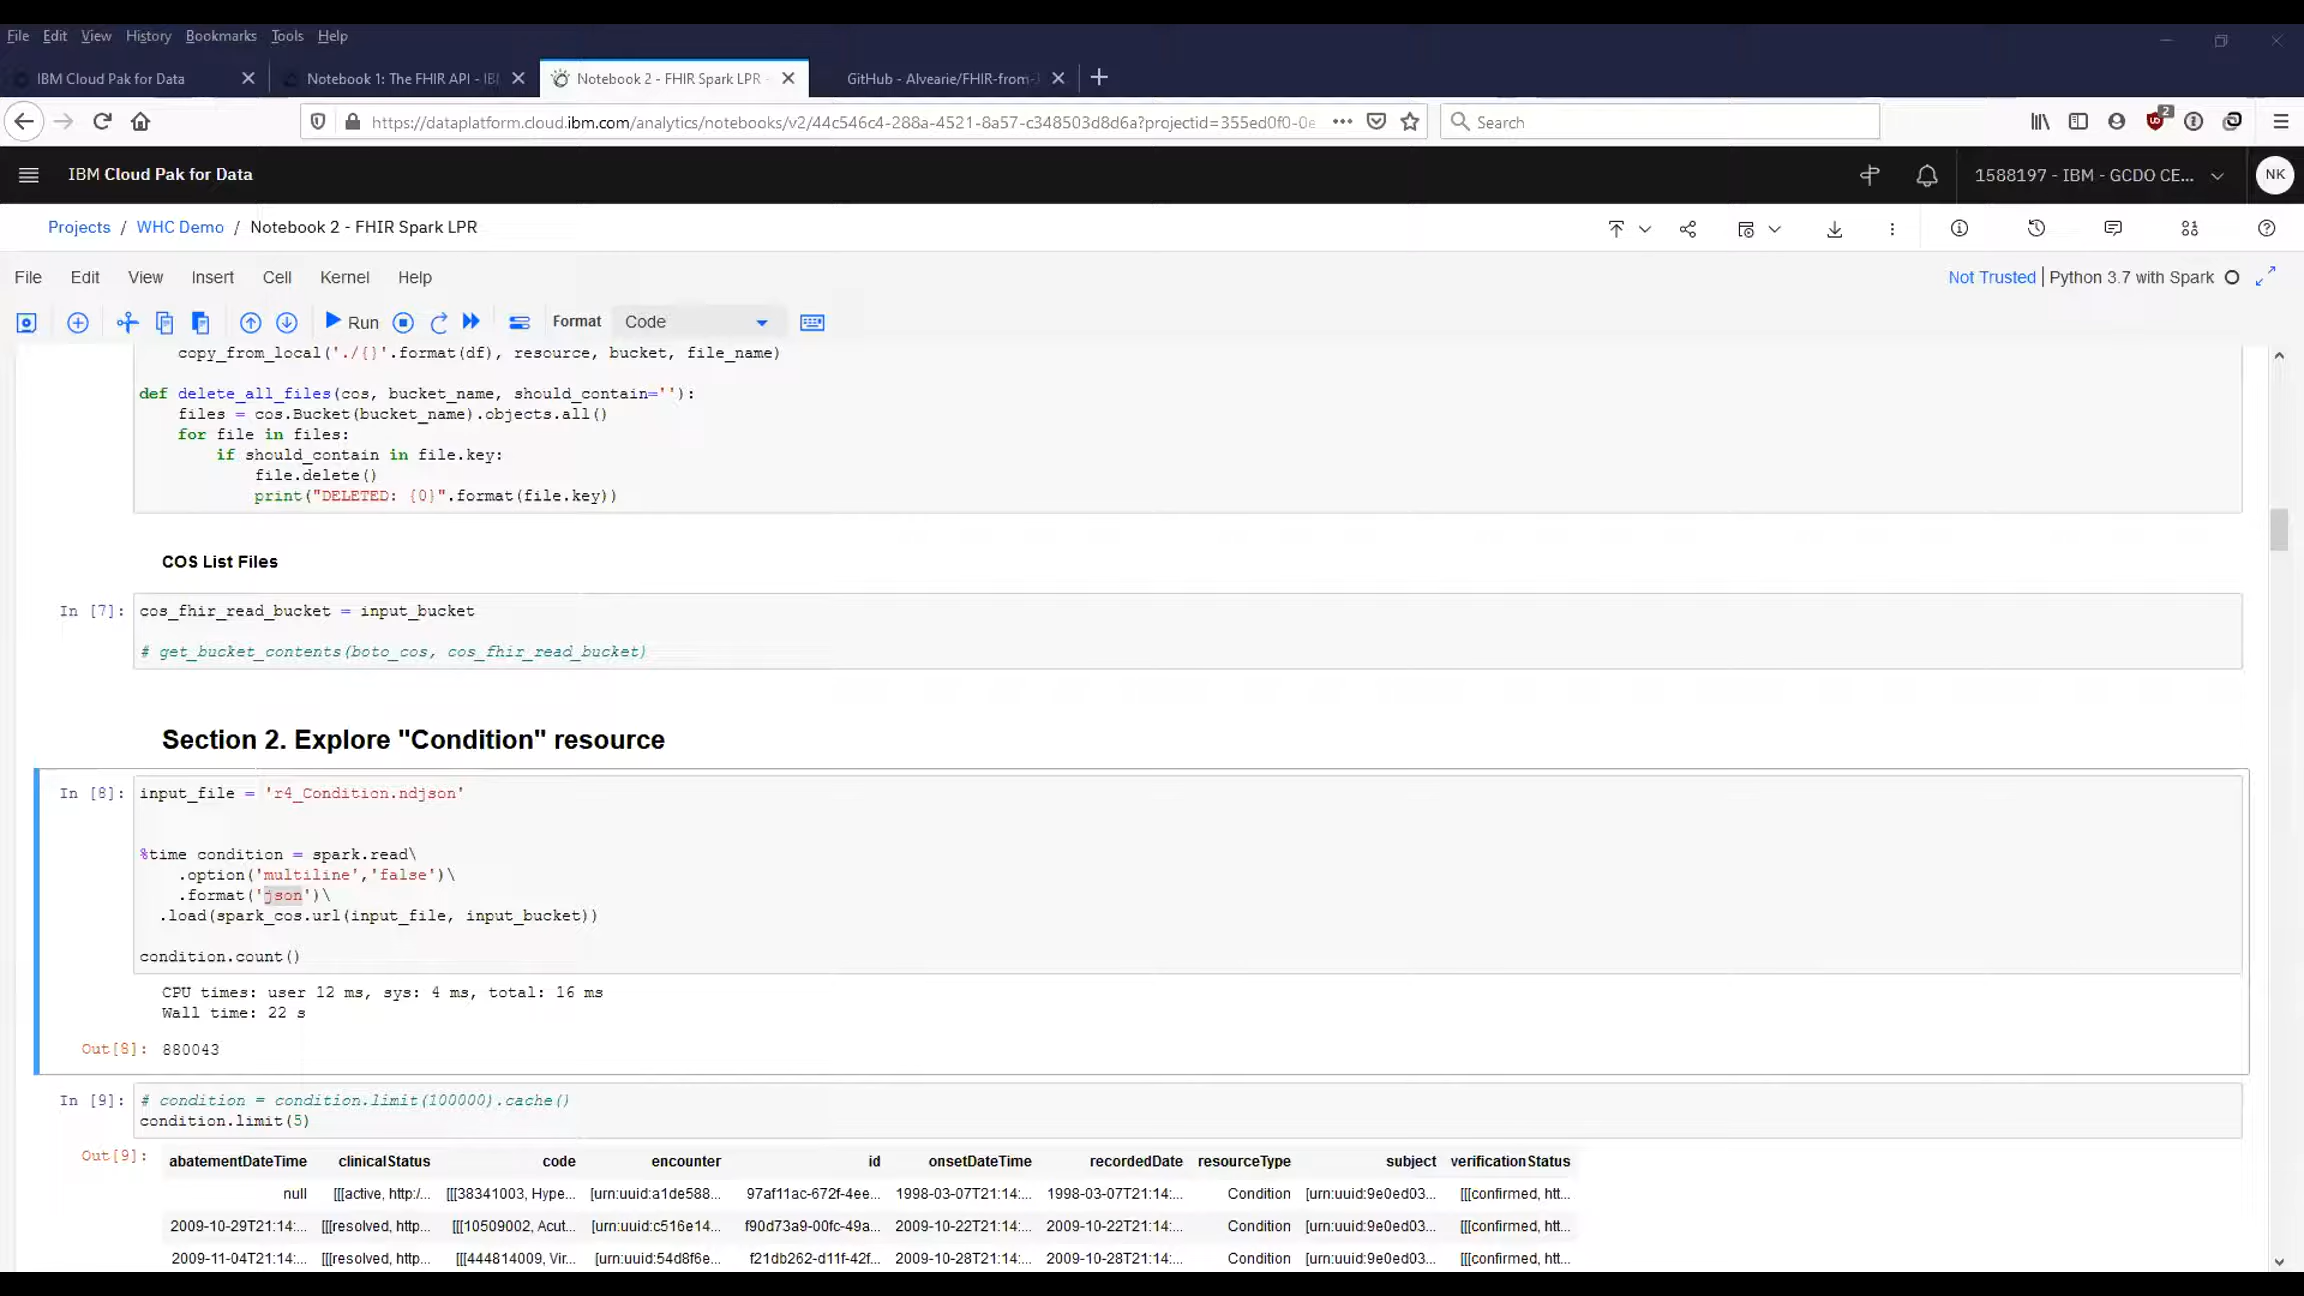 File Edit View History Bookmarks Tools Help
IBM Cloud Pak for Data
Notebook 1: The FHIR API - IB
Notebook 2 - FHIR Spark LPR -
GitHub - Alvearie/FHIR-from-
https://dataplatform.cloud.ibm.com/analytics/notebooks/v2/44c546c4-288a-4521-8a57-c348503d8d6a?projectid=355ed0f0-0e
Search
2
IBM Cloud Pak for Data
1588197 - IBM - GCDO CE...
NK
Projects / WHC Demo / Notebook 2 - FHIR Spark LPR
File Edit View Insert Cell Kernel Help
Not Trusted | Python 3.7 with Spark
Run
Format
Code
copy_from_local('./{}'.format(df), resource, bucket, file_name)
def delete_all_files(cos, bucket_name, should_contain=''):
files = cos.Bucket(bucket_name).objects.all()
for file in files:
if should_contain in file.key:
file.delete()
print("DELETED: {0}".format(file.key))
COS List Files
In [7]: cos_fhir_read_bucket = input_bucket
# get_bucket_contents(boto_cos, cos_fhir_read_bucket)
Section 2. Explore "Condition" resource
In [8]: input_file = 'r4_Condition.ndjson'
%time condition = spark.read\
.option('multiline','false')\
.format('json')\
.load(spark_cos.url(input_file, input_bucket))
condition.count()
CPU times: user 12 ms, sys: 4 ms, total: 16 ms
Wall time: 22 s
Out[8]: 880043
In [9]: # condition = condition.limit(100000).cache()
condition.limit(5)
Out[9]:
abatementDateTime clinicalStatus code encounter id onsetDateTime recordedDate resourceType subject verificationStatus
null [[[active, http:/... [[[38341003, Hype... [urn:uuid:a1de588... 97af11ac-672f-4ee... 1998-03-07T21:14:... 1998-03-07T21:14:... Condition [urn:uuid:9e0ed03... [[[confirmed, htt...
2009-10-29T21:14:... [[[resolved, http... [[[10509002, Acut... [urn:uuid:c516e14... f90d73a9-00fc-49a... 2009-10-22T21:14:... 2009-10-22T21:14:... Condition [urn:uuid:9e0ed03... [[[confirmed, htt...
2009-11-04T21:14:... [[[resolved, http... [[[444814009, Vir... [urn:uuid:54d8f6e... f21db262-d11f-42f... 2009-10-28T21:14:... 2009-10-28T21:14:... Condition [urn:uuid:9e0ed03... [[[confirmed, htt...